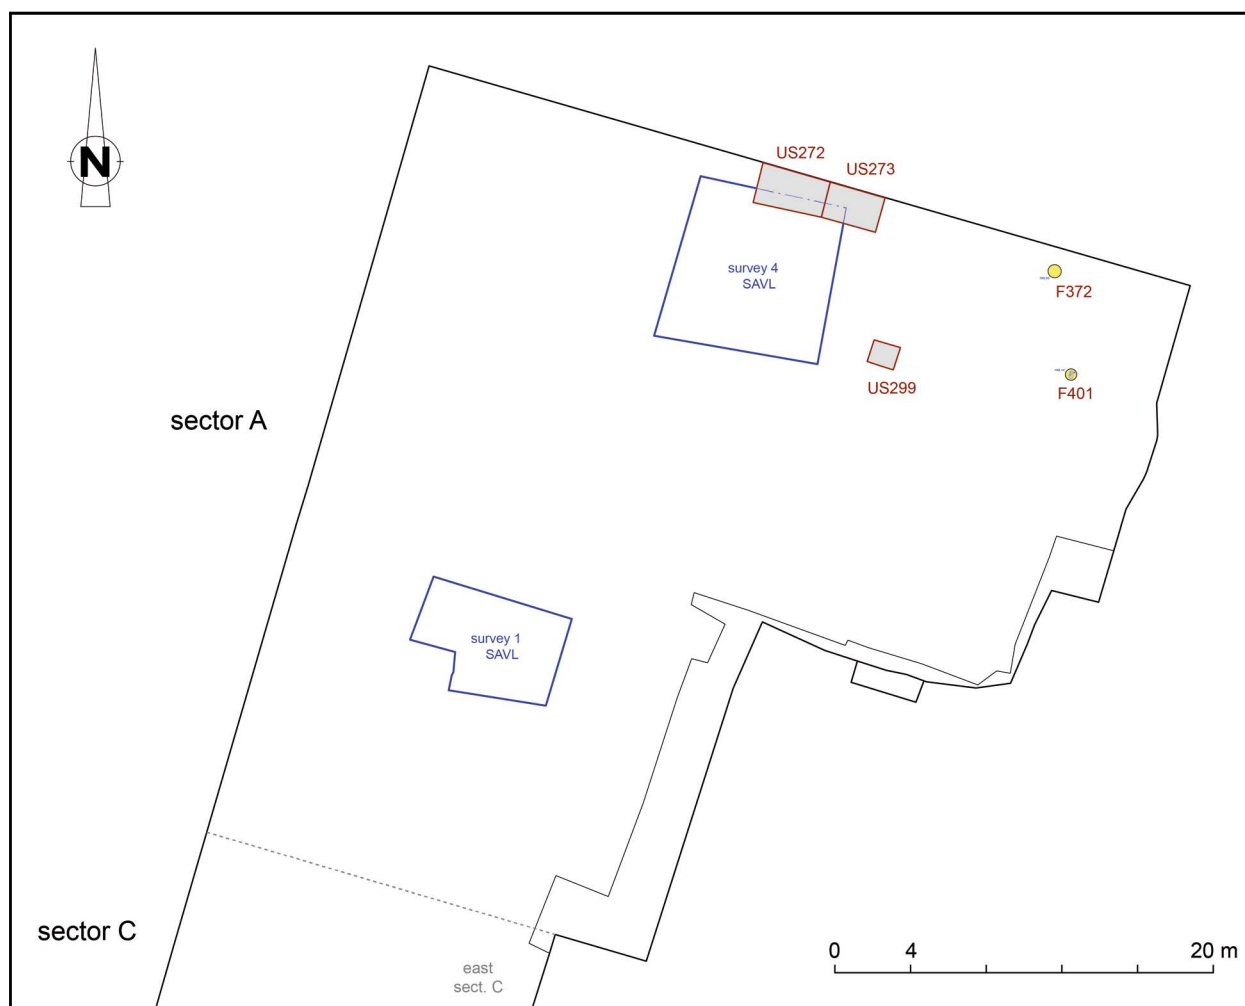 N
US272
US273
survey 4
SAVL
F372
US299
F401
sector A
survey 1
SAVL
sector C
east
sect. C
0 4 20 m